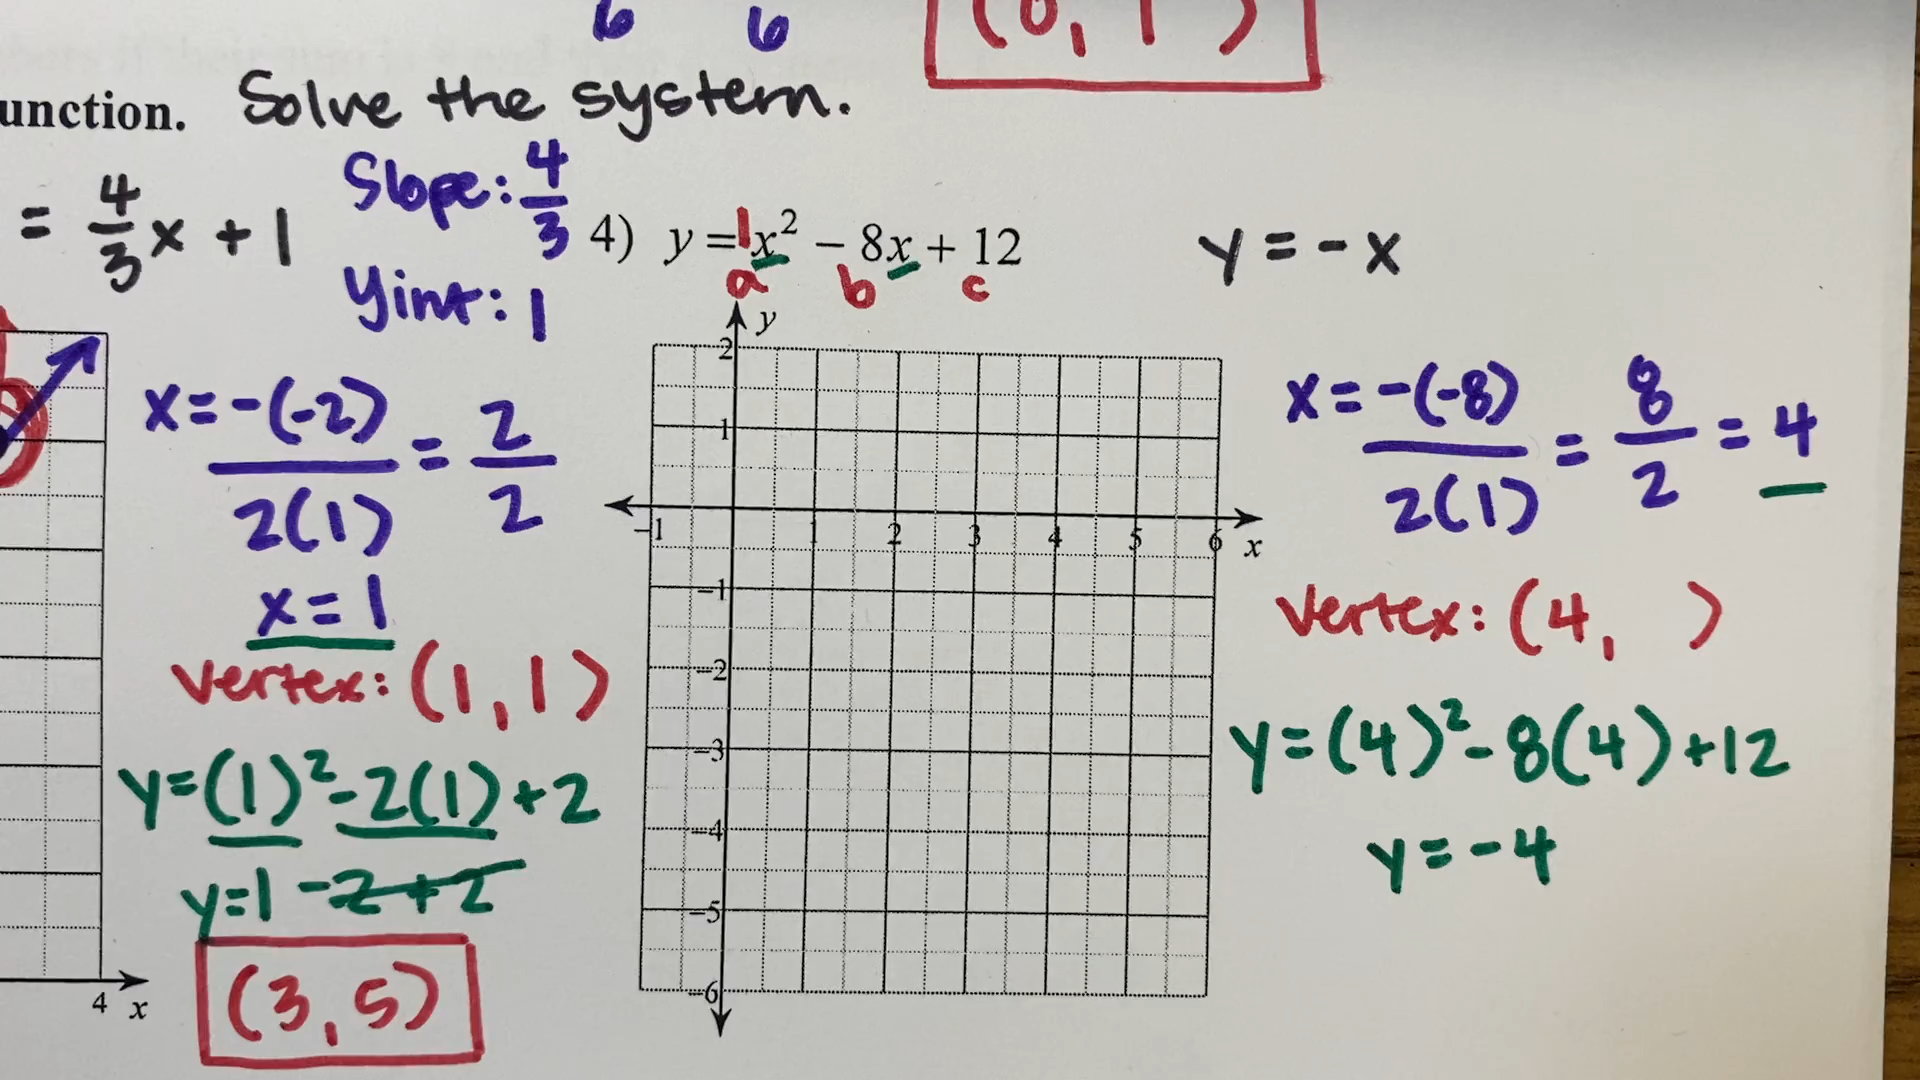 6 6
(0, 1)
unction. Solve the system.
= 4/3 x + 1
Slope: 4/3
yint: 1
4) y = 1x² − 8x + 12
a b c
y = -x
y
2
1
-1 1 2 3 4 5 6 x
-1
-2
-3
-4
-5
-6
x = -(-2) / 2(1) = 2/2
x = 1
Vertex: (1, 1)
y = (1)² - 2(1) + 2
y = 1 - 2 + 2
(3, 5)
4 x
x = -(-8) / 2(1) = 8/2 = 4
Vertex: (4, )
y = (4)² - 8(4) + 12
y = -4